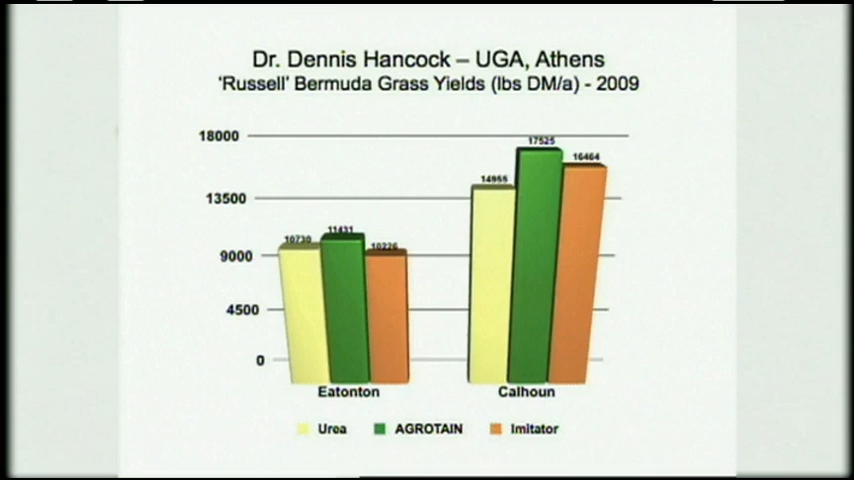 Dr. Dennis Hancock – UGA, Athens
'Russell' Bermuda Grass Yields (lbs DM/a) - 2009
18000
13500
9000
4500
0
10730
11431
10226
14955
17525
16464
Eatonton
Calhoun
Urea
AGROTAIN
Imitator